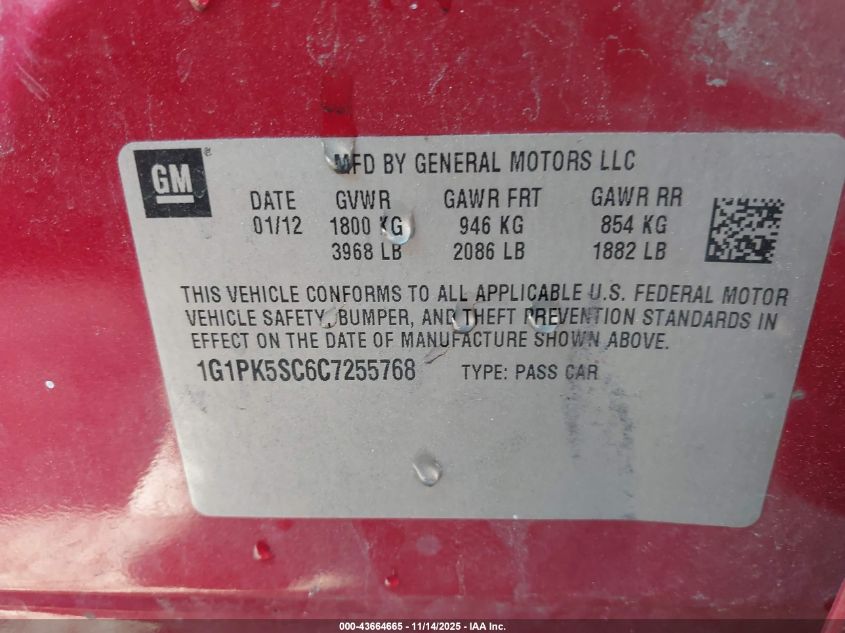 GM ®
MFD BY GENERAL MOTORS LLC
DATE GVWR GAWR FRT GAWR RR
01/12 1800 KG 946 KG 854 KG
3968 LB 2086 LB 1882 LB
THIS VEHICLE CONFORMS TO ALL APPLICABLE U.S. FEDERAL MOTOR
VEHICLE SAFETY, BUMPER, AND THEFT PREVENTION STANDARDS IN
EFFECT ON THE DATE OF MANUFACTURE SHOWN ABOVE.
1G1PK5SC6C7255768 TYPE: PASS CAR
000-43664665 - 11/14/2025 - IAA Inc.